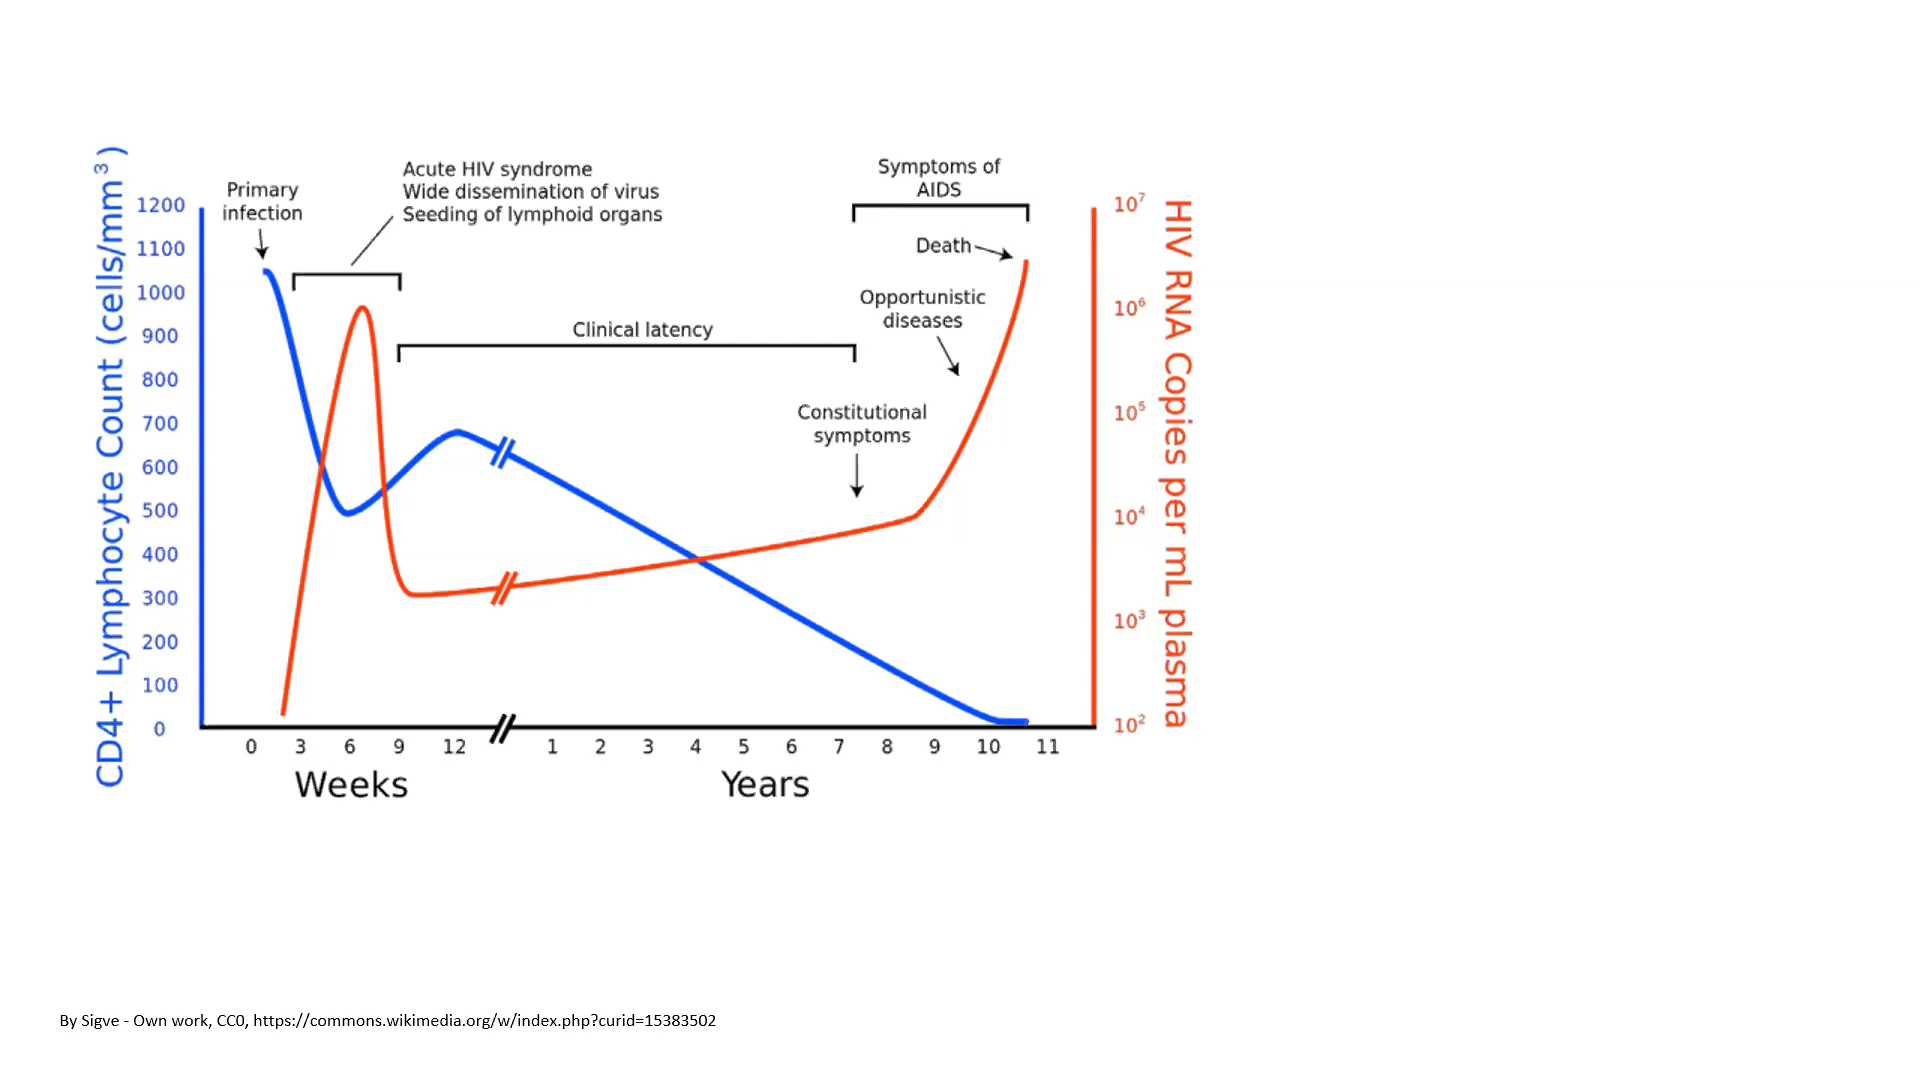 CD4+ Lymphocyte Count (cells/mm³)
1200
1100
1000
900
800
700
600
500
400
300
200
100
0
Primary
infection
Acute HIV syndrome
Wide dissemination of virus
Seeding of lymphoid organs
Clinical latency
Symptoms of
AIDS
Death
Opportunistic
diseases
Constitutional
symptoms
10⁷
10⁶
10⁵
10⁴
10³
10²
HIV RNA Copies per mL plasma
0 3 6 9 12 1 2 3 4 5 6 7 8 9 10 11
Weeks Years
By Sigve - Own work, CC0, https://commons.wikimedia.org/w/index.php?curid=15383502